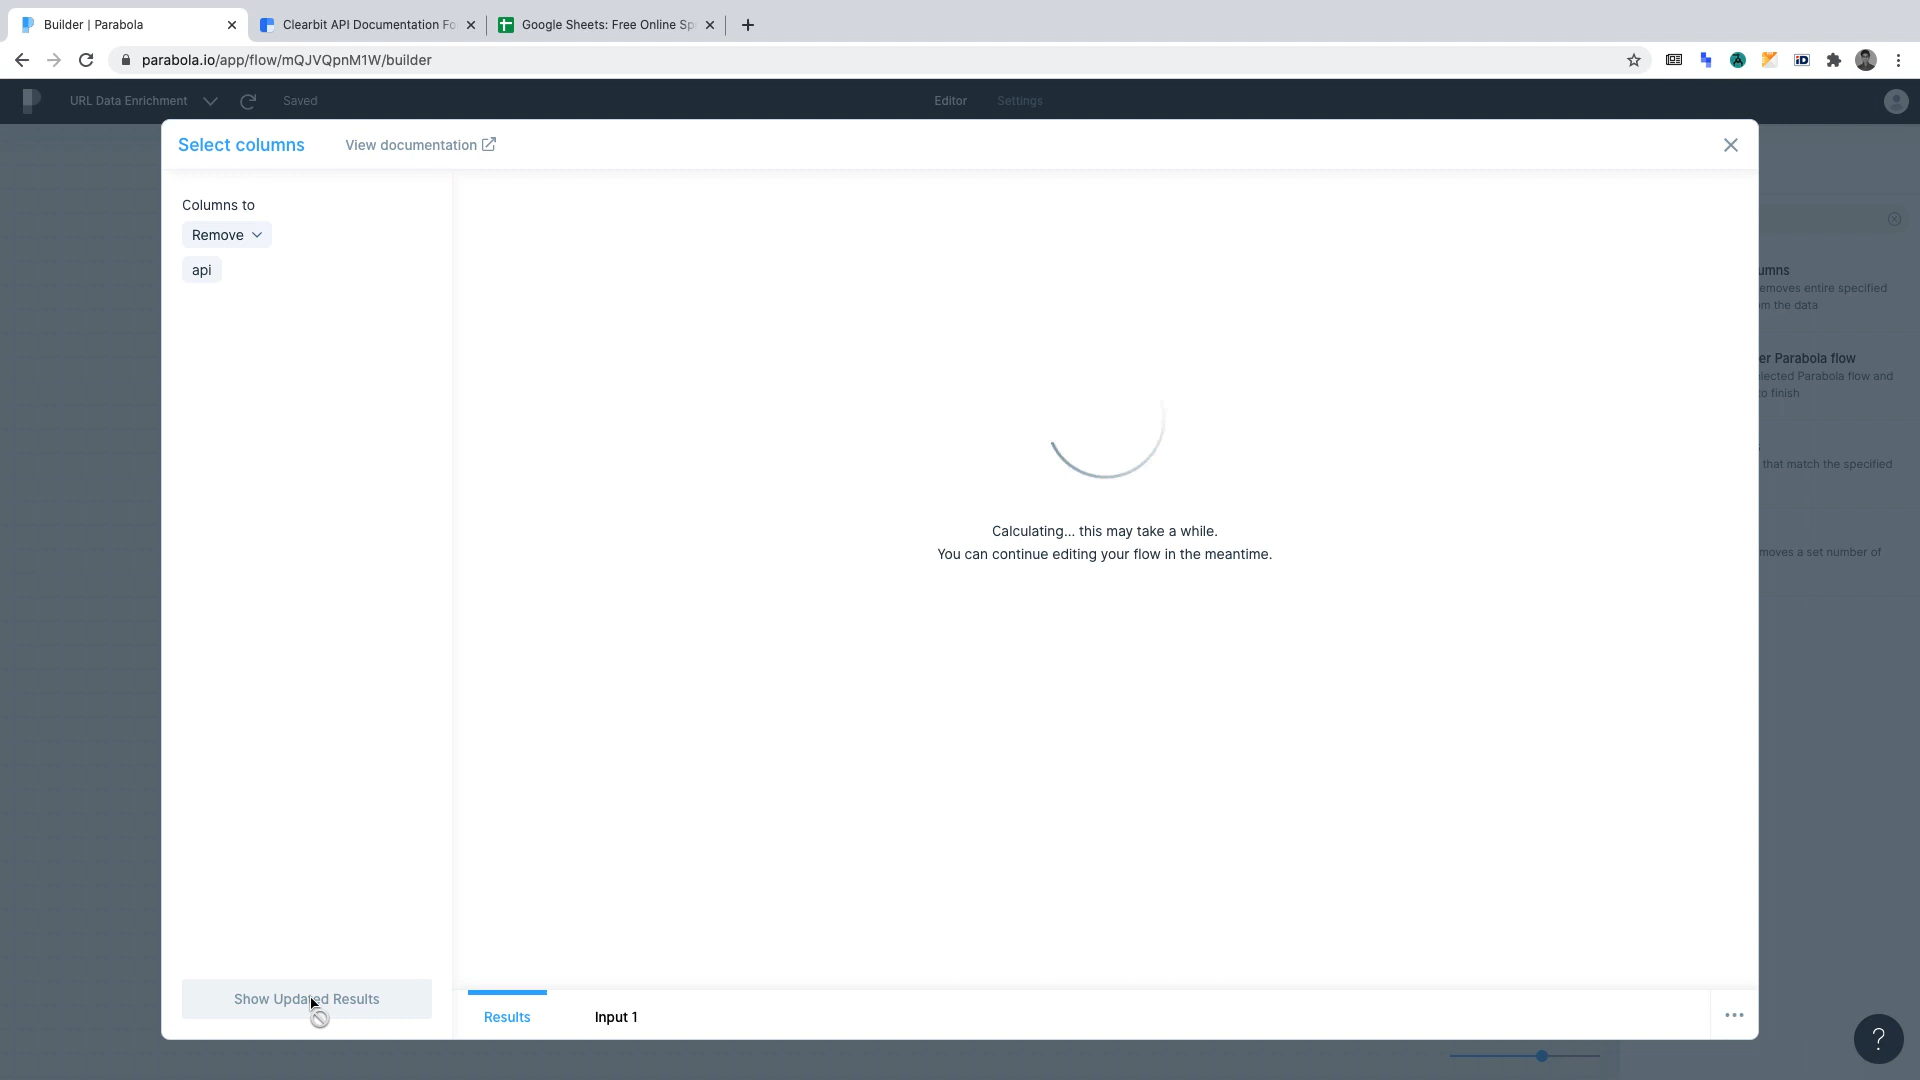 Builder | Parabola
Clearbit API Documentation Fo
Google Sheets: Free Online Sp
parabola.io/app/flow/mQJVQpnM1W/builder
URL Data Enrichment
Saved
Editor
Settings
Select columns
View documentation
Columns to
Remove
api
umns
emoves entire specified
m the data
er Parabola flow
lected Parabola flow and
to finish
that match the specified
moves a set number of
Calculating... this may take a while.
You can continue editing your flow in the meantime.
Show Updated Results
Results
Input 1
?